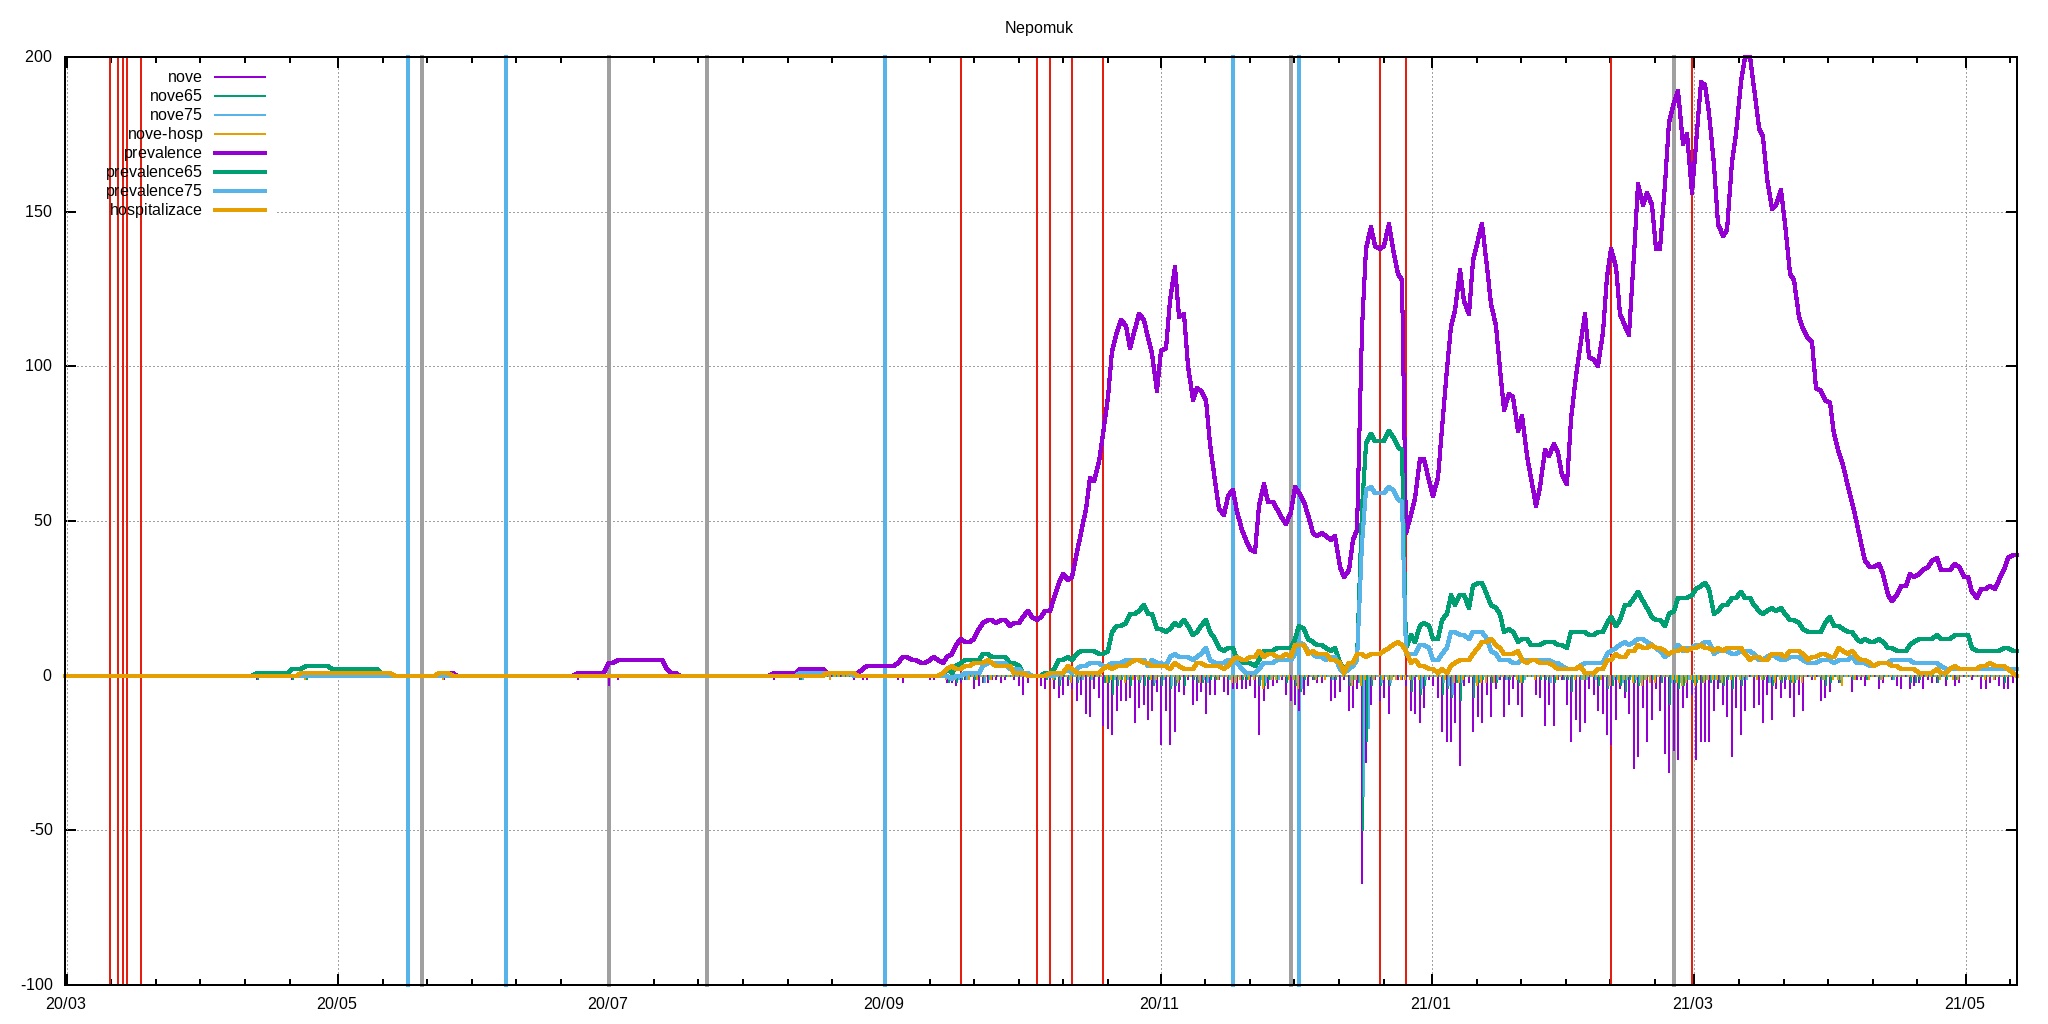 Nepomuk
200
150
100
50
0
-50
-100
nove
nove65
nove75
nove-hosp
prevalence
prevalence65
prevalence75
hospitalizace
20/03
20/05
20/07
20/09
20/11
21/01
21/03
21/05